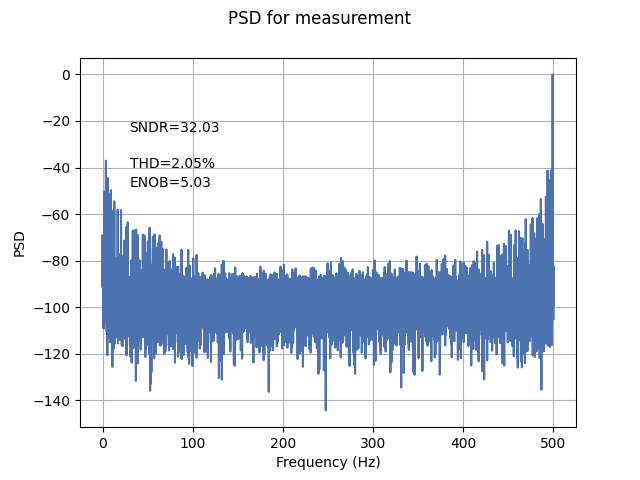 PSD for measurement
0
−20
−40
−60
−80
−100
−120
−140
PSD
SNDR=32.03
THD=2.05%
ENOB=5.03
0
100
200
300
400
500
Frequency (Hz)